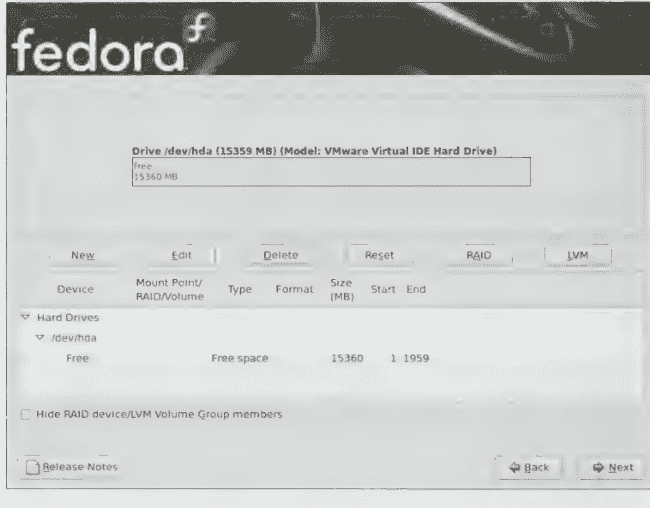 fedora f
Drive /dev/hda (15359 MB) (Model: VMware Virtual IDE Hard Drive)
Free
15360 MB
New Edit Delete Reset RAID LVM
Device Mount Point/ RAID/Volume Type Format Size (MB) Start End
Hard Drives
/dev/hda
Free Free space 15360 1 1959
Hide RAID device/LVM Volume Group members
Release Notes Back Next